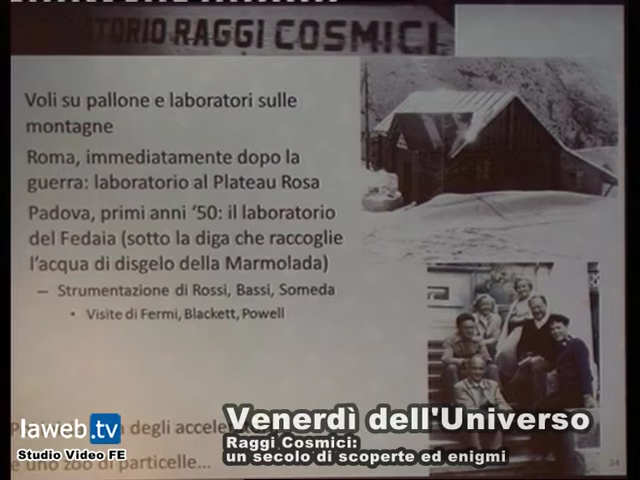 TORIO RAGGI COSMICI
Voli su pallone e laboratori sulle
montagne
Roma, immediatamente dopo la
guerra: laboratorio al Plateau Rosa
Padova, primi anni '50: il laboratorio
del Fedaia (sotto la diga che raccoglie
l'acqua di disgelo della Marmolada)
– Strumentazione di Rossi, Bassi, Someda
• Visite di Fermi, Blackett, Powell
degli accelerat
e uno zoo di particelle...
34
laweb.tv
Studio Video FE
Venerdì dell'Universo
Raggi Cosmici:
un secolo di scoperte ed enigmi